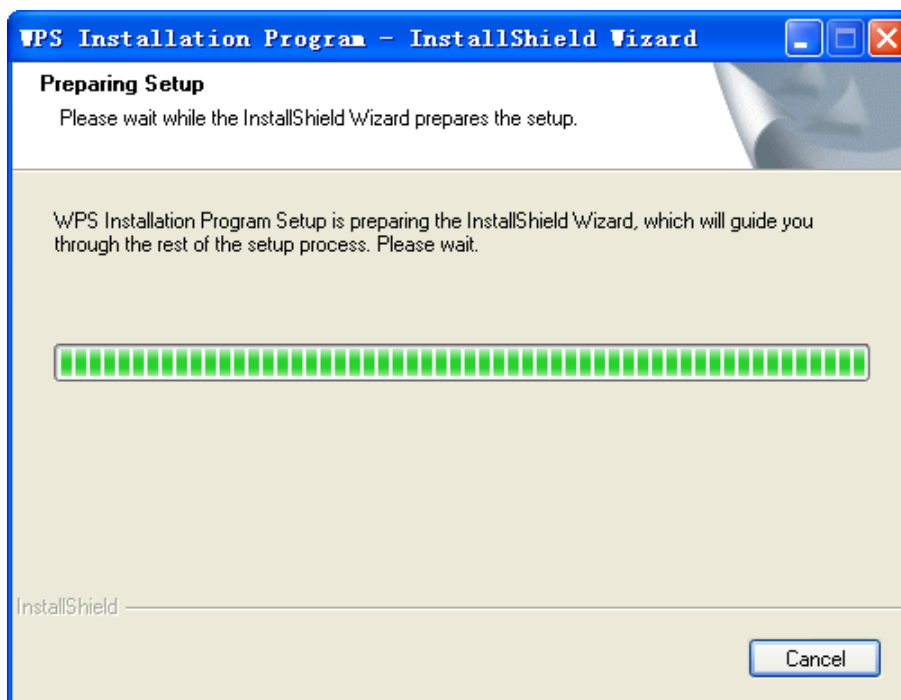 WPS Installation Program - InstallShield Wizard
Preparing Setup
Please wait while the InstallShield Wizard prepares the setup.
WPS Installation Program Setup is preparing the InstallShield Wizard, which will guide you
through the rest of the setup process. Please wait.
InstallShield
Cancel